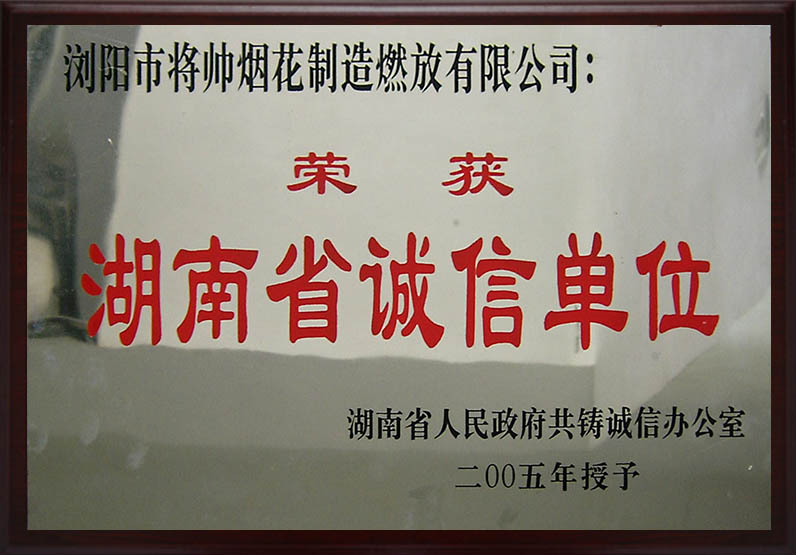 浏阳市将帅烟花制造燃放有限公司:
荣 获
湖南省诚信单位
湖南省人民政府共铸诚信办公室
二00五年授予